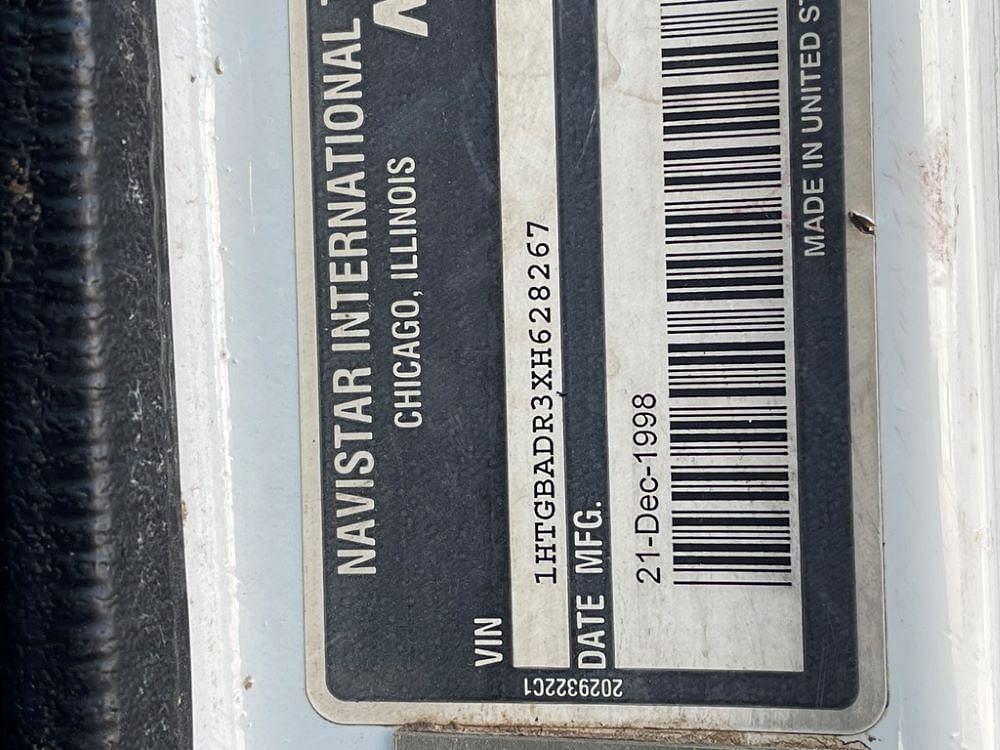 NAVISTAR INTERNATIONAL
CHICAGO, ILLINOIS
VIN
1HTGBADR3XH628267
DATE MFG.
21-Dec-1998
MADE IN UNITED
2029322C1